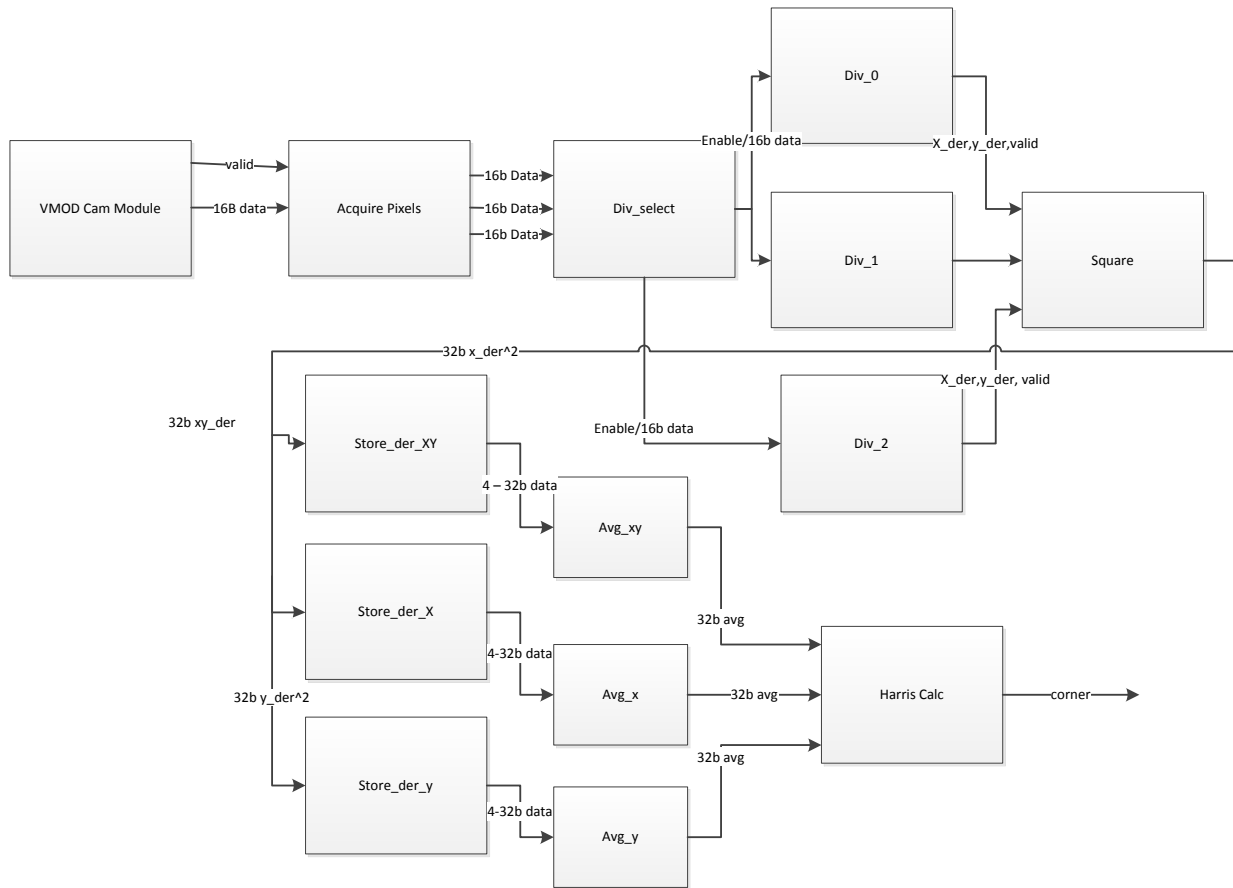 Div_0
Enable/16b data
X_der,y_der,valid
VMOD Cam Module
valid
16B data
Acquire Pixels
16b Data
16b Data
16b Data
Div_select
Div_1
Square
32b x_der^2
X_der,y_der, valid
32b xy_der
Store_der_XY
Enable/16b data
Div_2
4 – 32b data
Avg_xy
Store_der_X
32b avg
4-32b data
32b y_der^2
Avg_x
32b avg
Harris Calc
corner
32b avg
Store_der_y
4-32b data
Avg_y